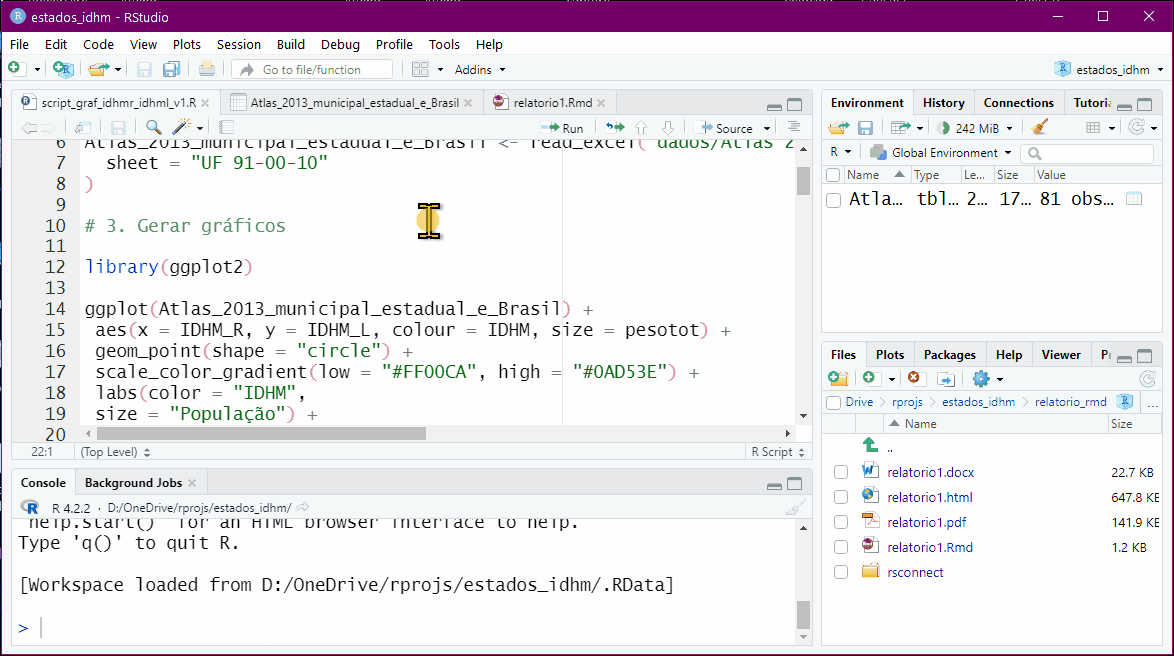 estados_idhm - RStudio
File Edit Code View Plots Session Build Debug Profile Tools Help
Go to file/function Addins estados_idhm
script_graf_idhmr_idhml_v1.R Atlas_2013_municipal_estadual_e_Brasil relatorio1.Rmd
Run Source
6 Atlas_2013_municipal_estadual_e_Brasil <- read_excel("dados/Atlas 2
7 sheet = "UF 91-00-10"
8 )
9
10 # 3. Gerar gráficos
11
12 library(ggplot2)
13
14 ggplot(Atlas_2013_municipal_estadual_e_Brasil) +
15 aes(x = IDHM_R, y = IDHM_L, colour = IDHM, size = pesotot) +
16 geom_point(shape = "circle") +
17 scale_color_gradient(low = "#FF00CA", high = "#0AD53E") +
18 labs(color = "IDHM",
19 size = "População") +
20
22:1 (Top Level) R Script
Console Background Jobs
R 4.2.2 · D:/OneDrive/rprojs/estados_idhm/
'help.start()' for an HTML browser interface to help.
Type 'q()' to quit R.
[Workspace loaded from D:/OneDrive/rprojs/estados_idhm/.RData]
>
Environment History Connections Tutori
242 MiB
R Global Environment
Name Type Le... Size Value
Atla... tbl... 2... 17... 81 obs...
Files Plots Packages Help Viewer P
Drive rprojs estados_idhm relatorio_rmd ...
Name Size
..
relatorio1.docx 22.7 KB
relatorio1.html 647.8 KE
relatorio1.pdf 141.9 KE
relatorio1.Rmd 1.2 KB
rsconnect